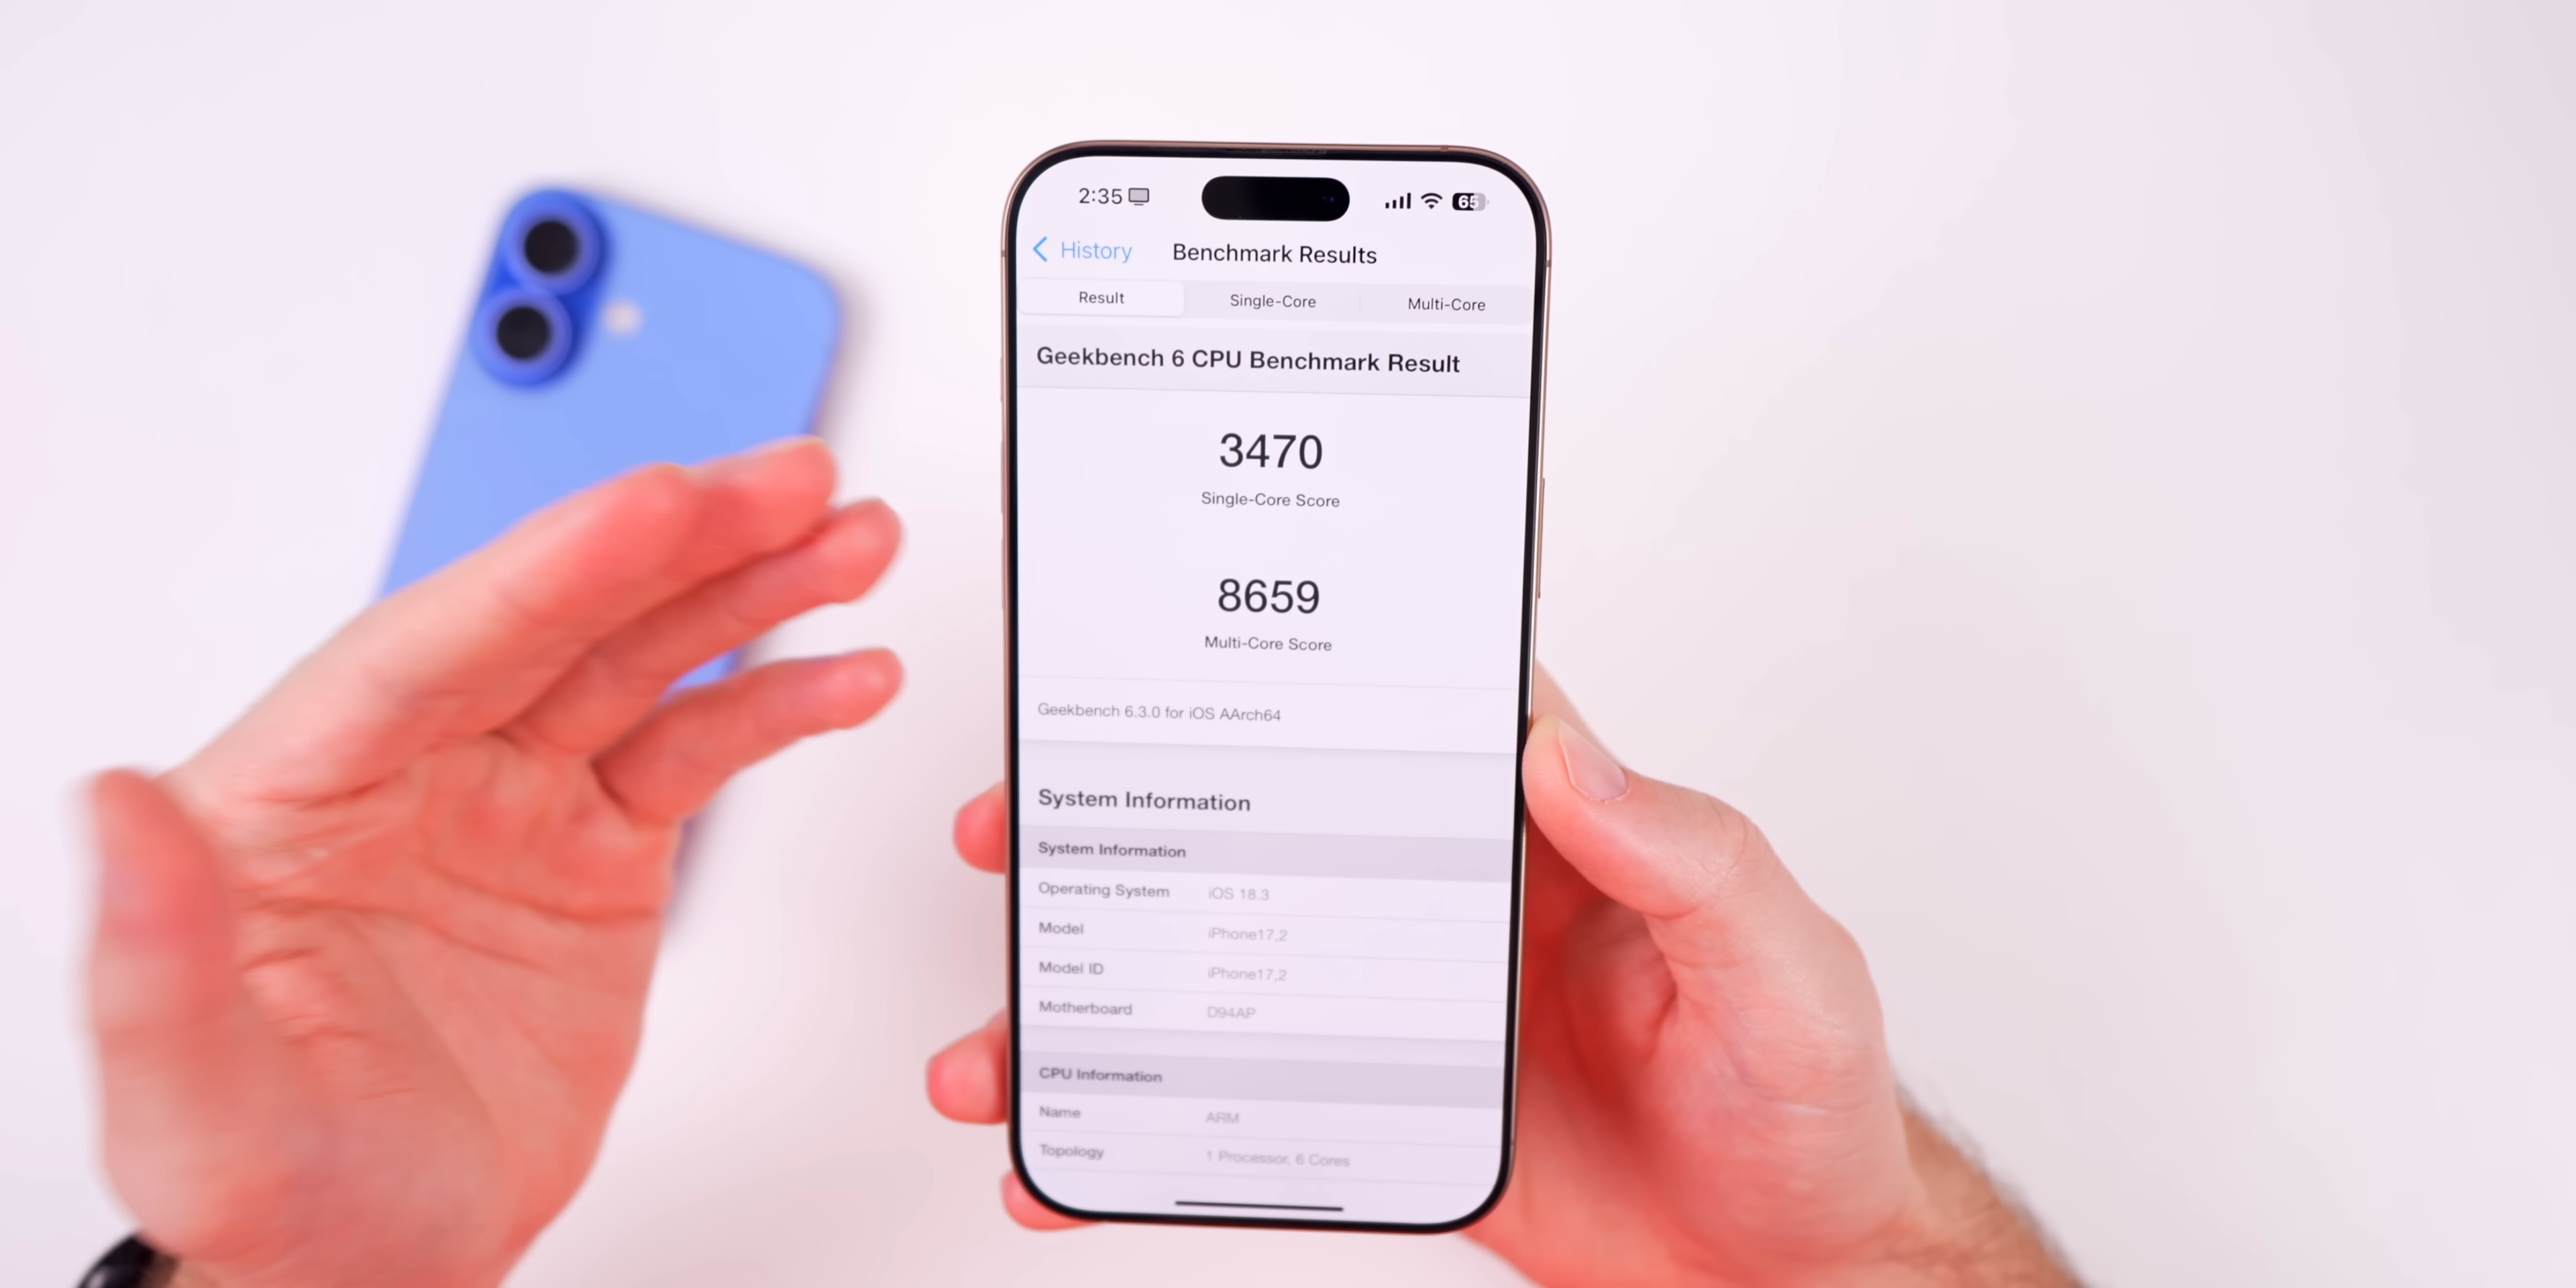 2:35 65
History Benchmark Results
Result Single-Core Multi-Core
Geekbench 6 CPU Benchmark Result
3470
Single-Core Score
8659
Multi-Core Score
Geekbench 6.3.0 for iOS AArch64
System Information
System Information
Operating System iOS 18.3
Model iPhone17,2
Model ID iPhone17,2
Motherboard D94AP
CPU Information
Name ARM
Topology 1 Processor, 6 Cores